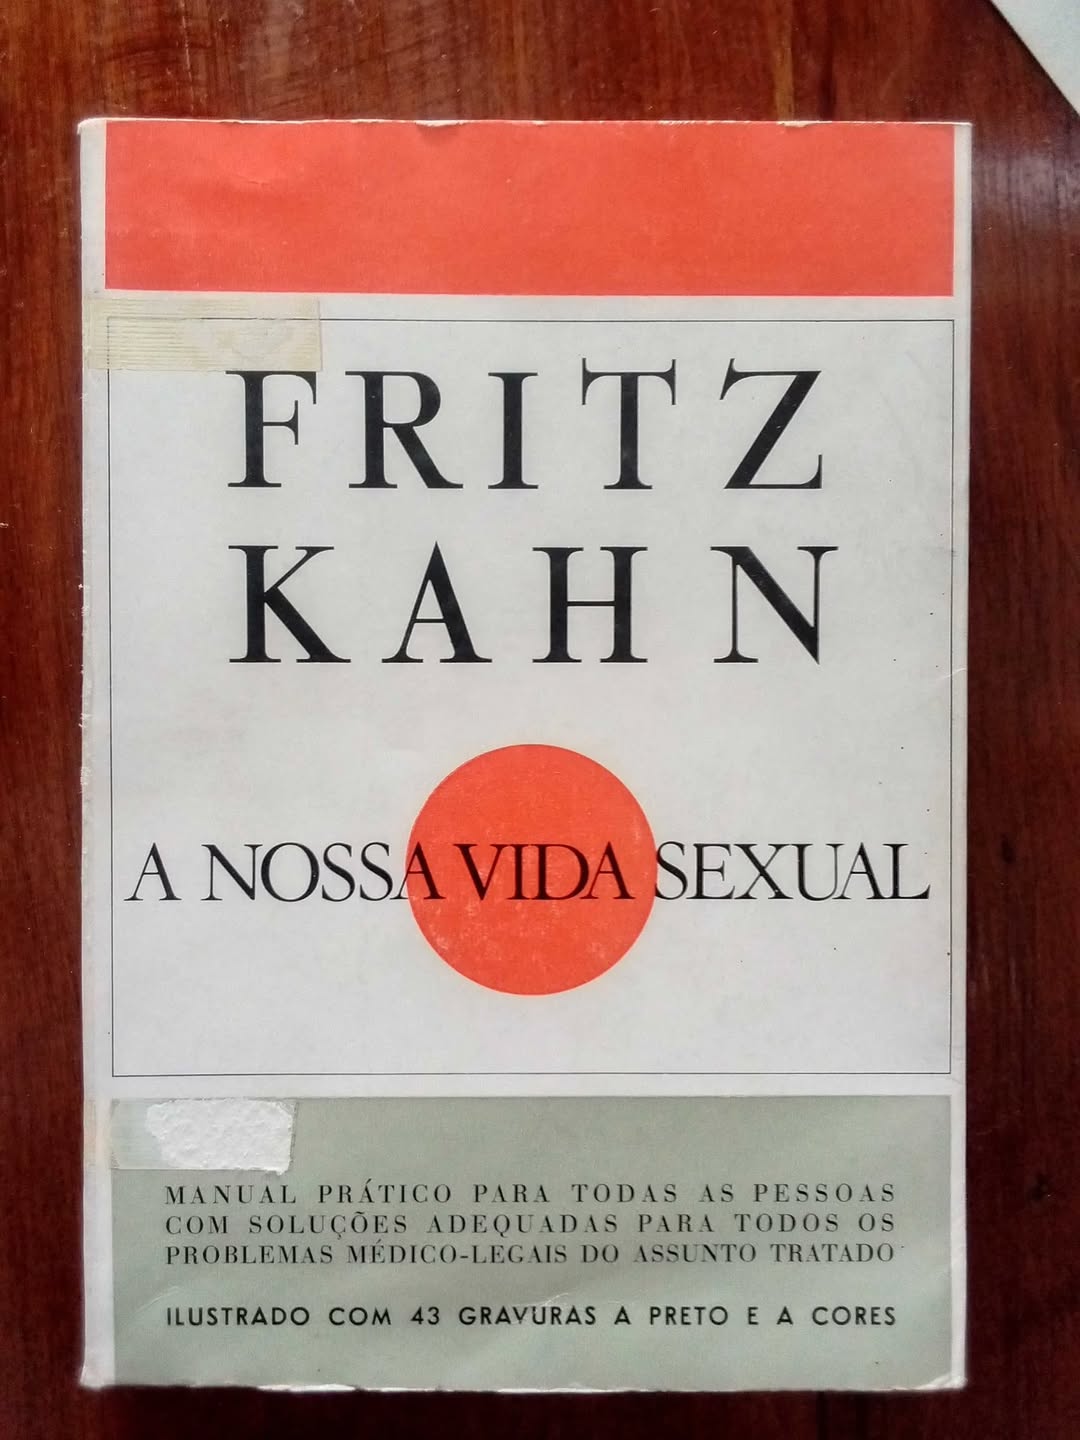 FRITZ
KAHN
A NOSSA VIDA SEXUAL
MANUAL PRÁTICO PARA TODAS AS PESSOAS
COM SOLUÇÕES ADEQUADAS PARA TODOS OS
PROBLEMAS MÉDICO-LEGAIS DO ASSUNTO TRATADO
ILUSTRADO COM 43 GRAVURAS A PRETO E A CORES